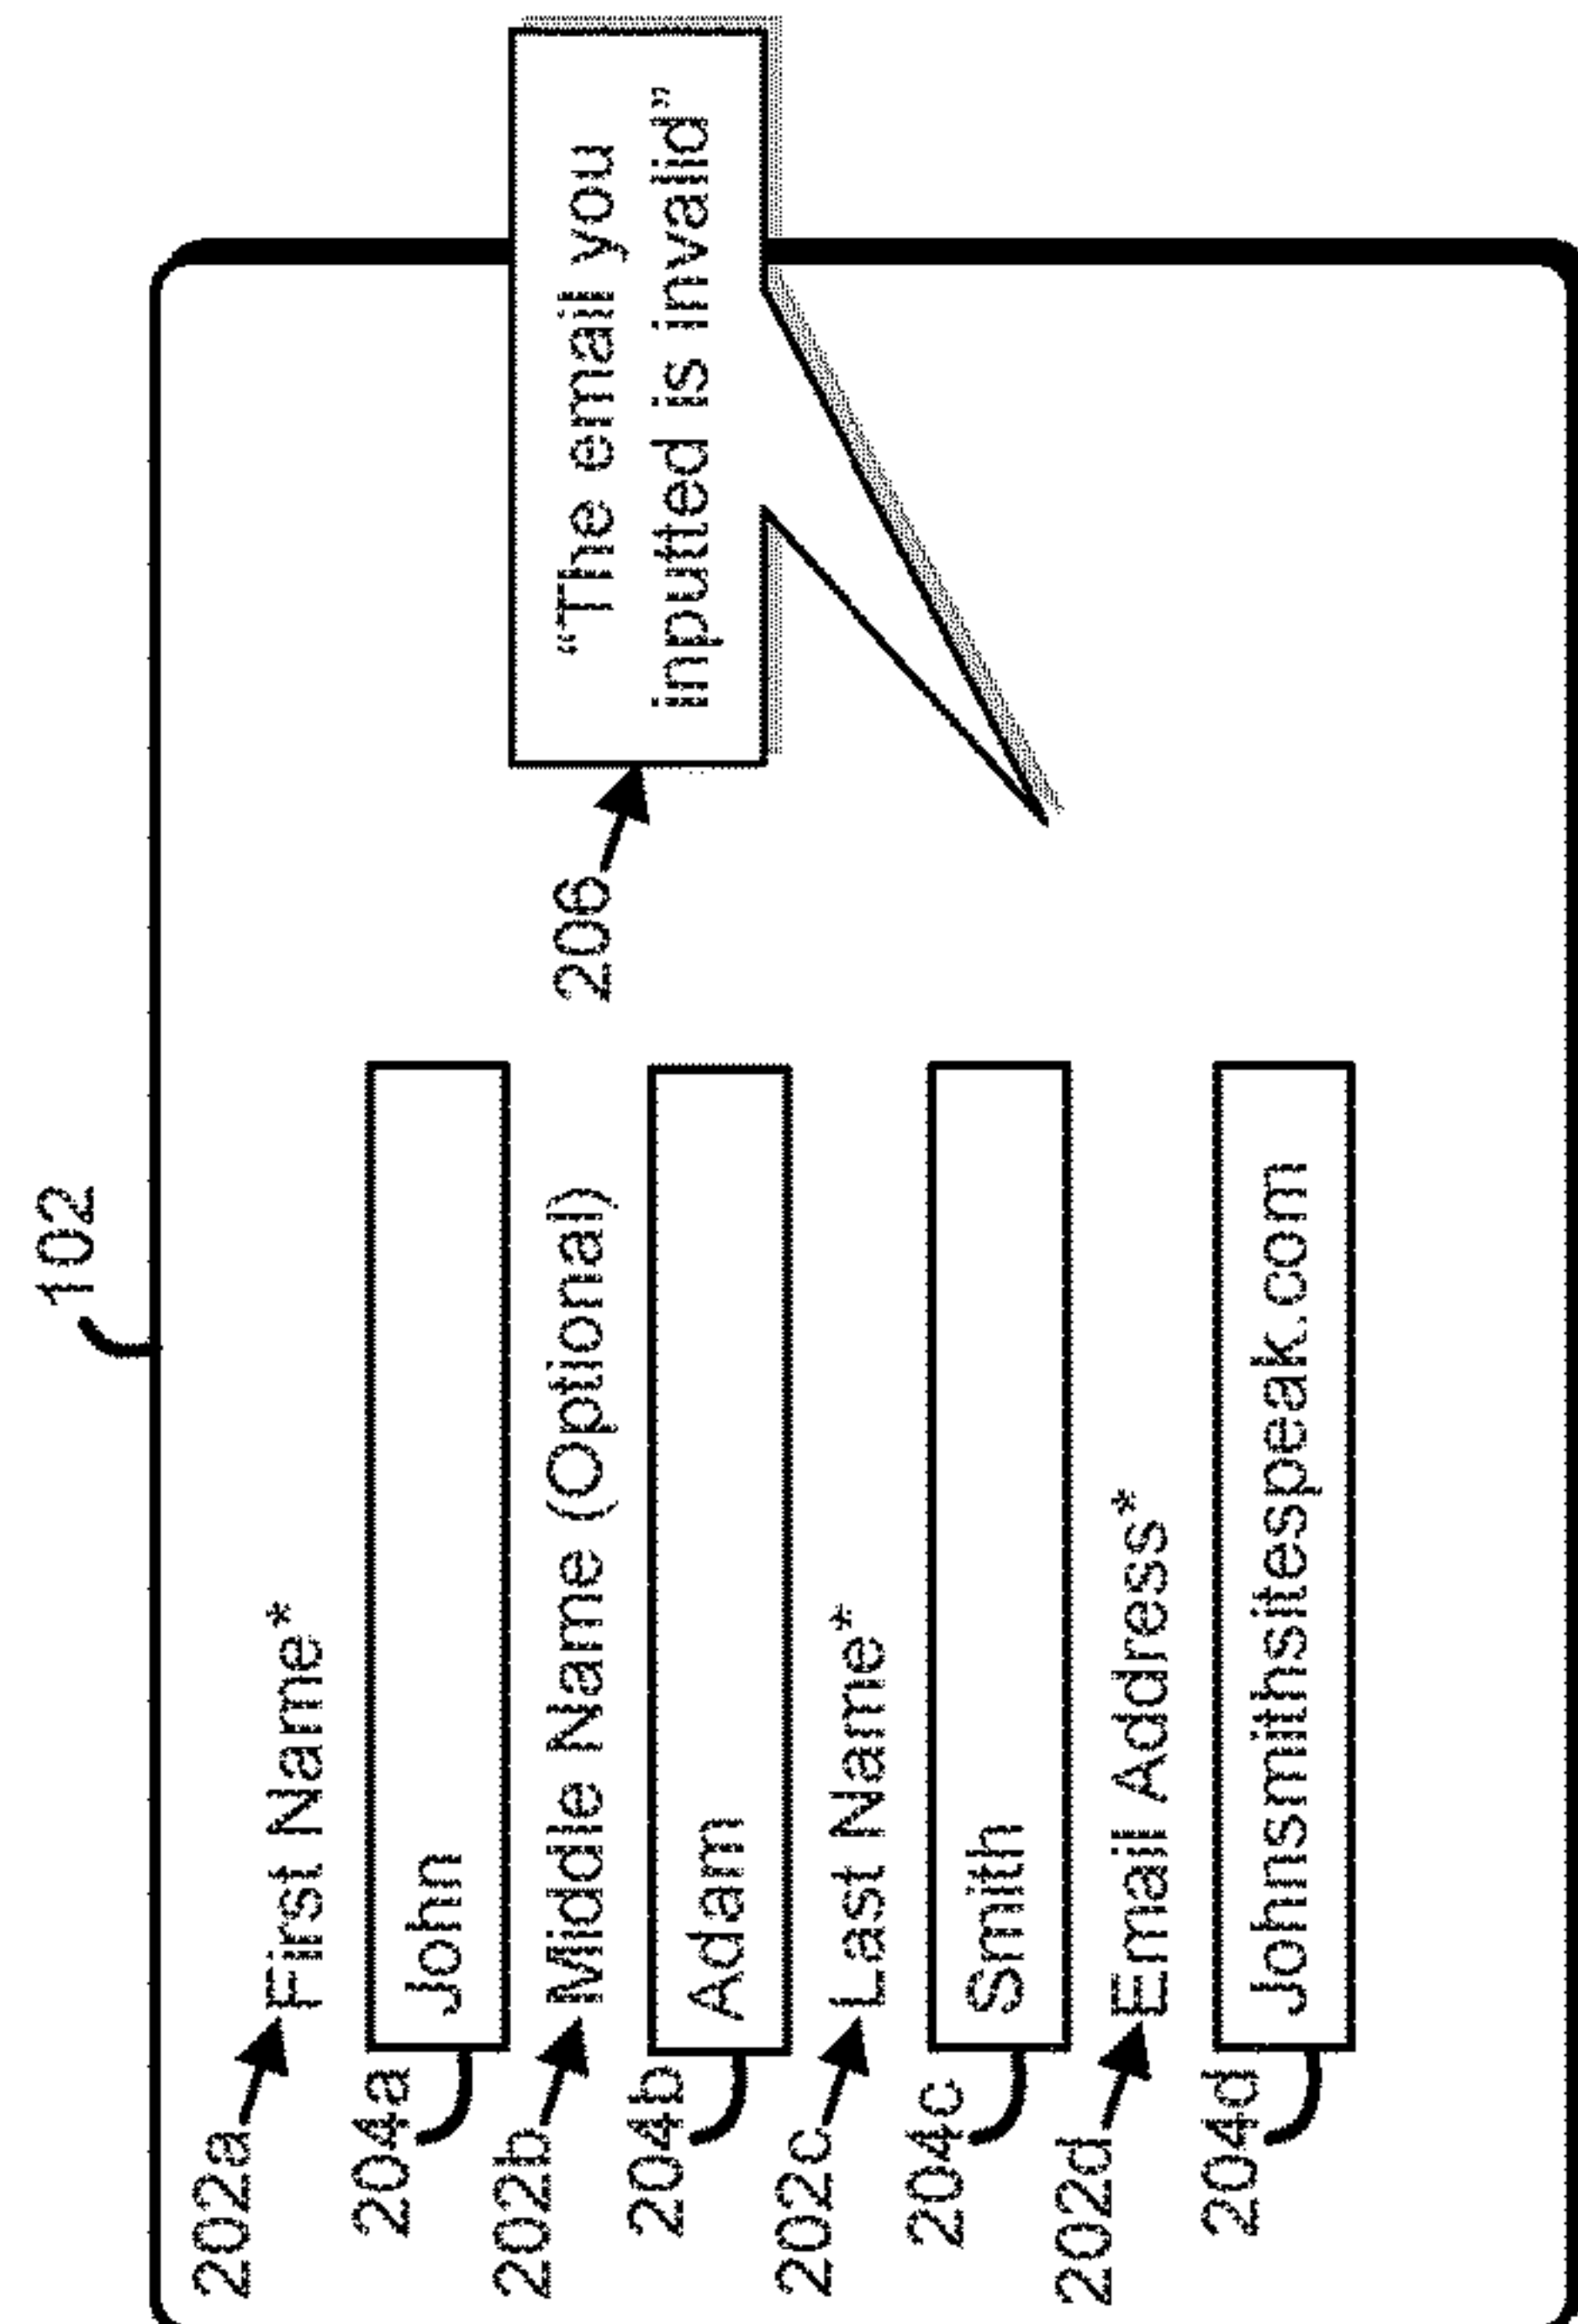 102
202a
First Name*
204a
John
202b
Middle Name (Optional)
204b
Adam
202c
Last Name*
204c
Smith
202d
Email Address*
204d
Johnsmithsitespeak.com
206
“The email you
inputted is invalid”